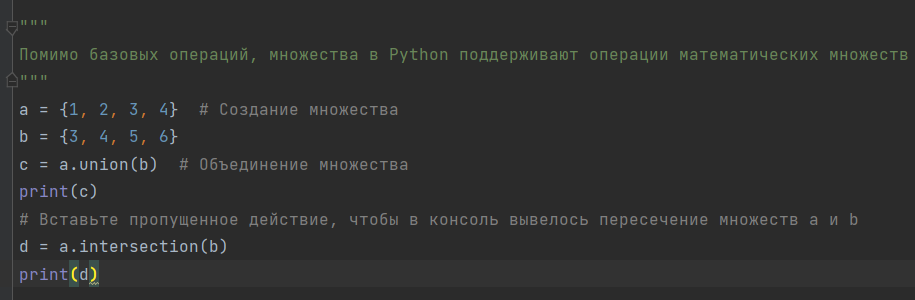 """
Помимо базовых операций, множества в Python поддерживают операции математических множеств
"""
a = {1, 2, 3, 4}  # Создание множества
b = {3, 4, 5, 6}
c = a.union(b)  # Объединение множества
print(c)
# Вставьте пропущенное действие, чтобы в консоль вывелось пересечение множеств a и b
d = a.intersection(b)
print(d)